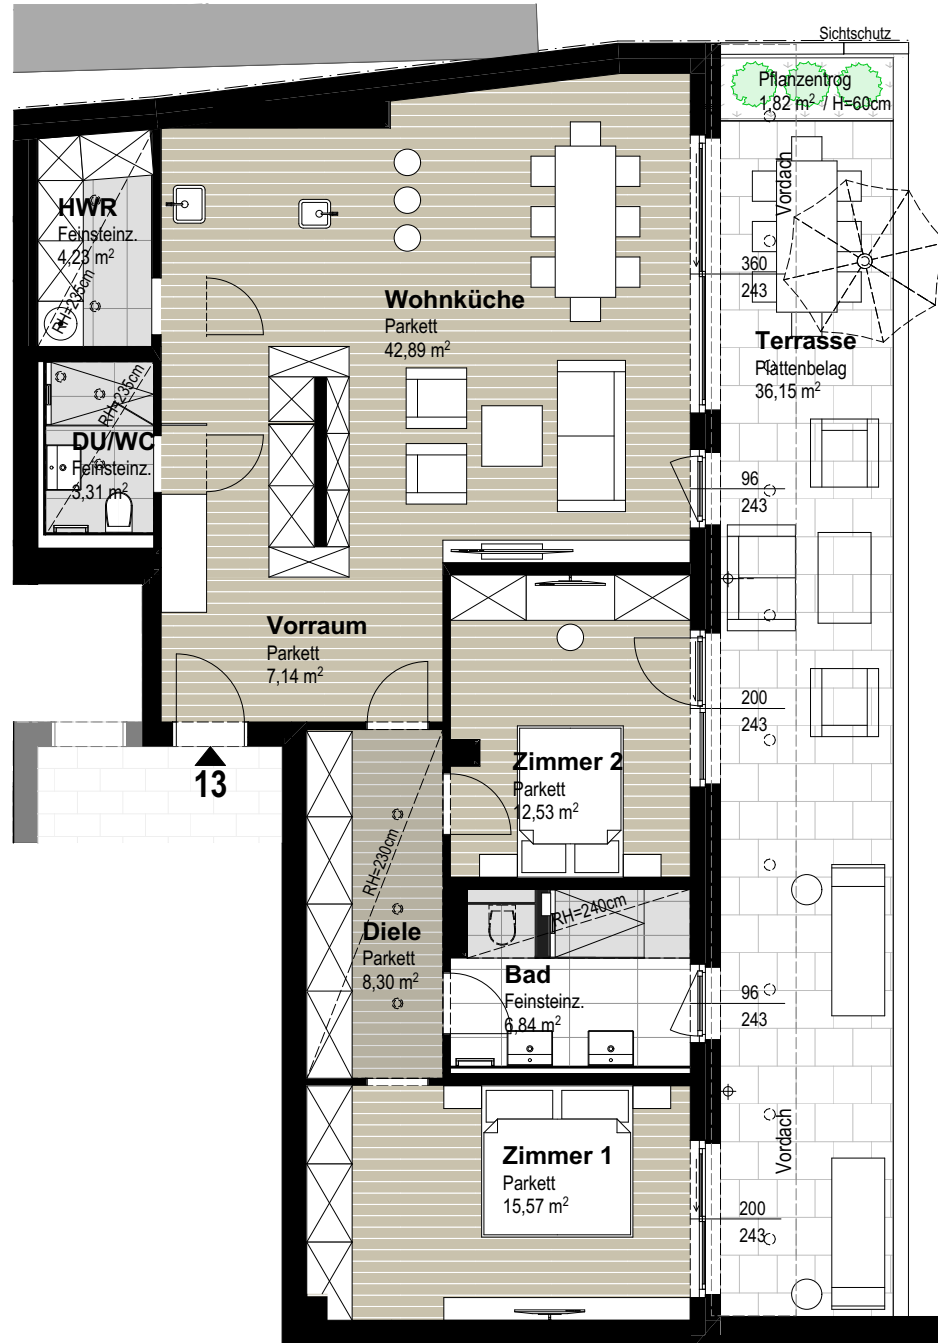 Sichtschutz
Pflanzentrog
1,82 m² / H=60cm
Vordach
HWR
Feinsteinz.
4,23 m²
RH=235cm
360
243
Wohnküche
Parkett
42,89 m²
Terrasse
Plattenbelag
36,15 m²
RH=235cm
DU/WC
Feinsteinz.
3,31 m²
96
243
Vorraum
Parkett
7,14 m²
200
243
13
Zimmer 2
Parkett
12,53 m²
RH=230cm
RH=240cm
Diele
Parkett
8,30 m²
Bad
Feinsteinz.
6,84 m²
96
243
Vordach
Zimmer 1
Parkett
15,57 m²
200
243